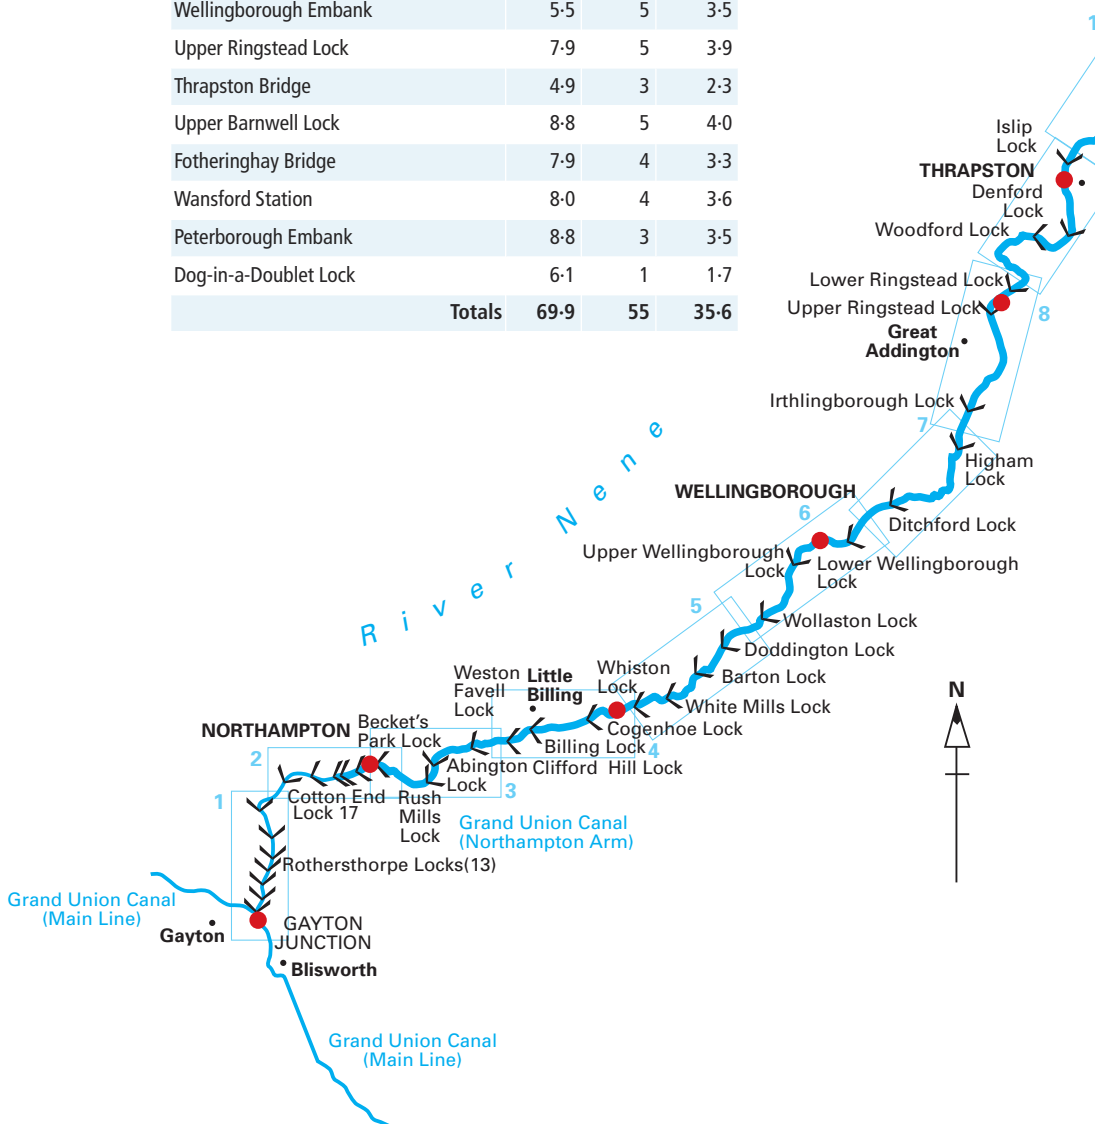 Wellingborough Embank 5·5 5 3·5
Upper Ringstead Lock 7·9 5 3·9
Thrapston Bridge 4·9 3 2·3
Upper Barnwell Lock 8·8 5 4·0
Fotheringhay Bridge 7·9 4 3·3
Wansford Station 8·0 4 3·6
Peterborough Embank 8·8 3 3·5
Dog-in-a-Doublet Lock 6·1 1 1·7
Totals 69·9 55 35·6
Islip
Lock
THRAPSTON
Denford
Lock
Woodford Lock
Lower Ringstead Lock
Upper Ringstead Lock
8
Great
Addington
Irthlingborough Lock
7
Higham
Lock
River Nene
WELLINGBOROUGH
6
Ditchford Lock
Upper Wellingborough
Lock
Lower Wellingborough
Lock
5
Wollaston Lock
Doddington Lock
Barton Lock
Whiston
Lock
White Mills Lock
Weston
Favell
Lock
Little
Billing
Cogenhoe Lock
4
Billing Lock
Clifford Hill Lock
NORTHAMPTON
Becket's
Park Lock
Abington
Lock
3
2
Cotton End
Lock 17
Rush
Mills
Lock
1
Grand Union Canal
(Northampton Arm)
Rothersthorpe Locks(13)
Grand Union Canal
(Main Line)
Gayton
GAYTON
JUNCTION
Blisworth
Grand Union Canal
(Main Line)
N